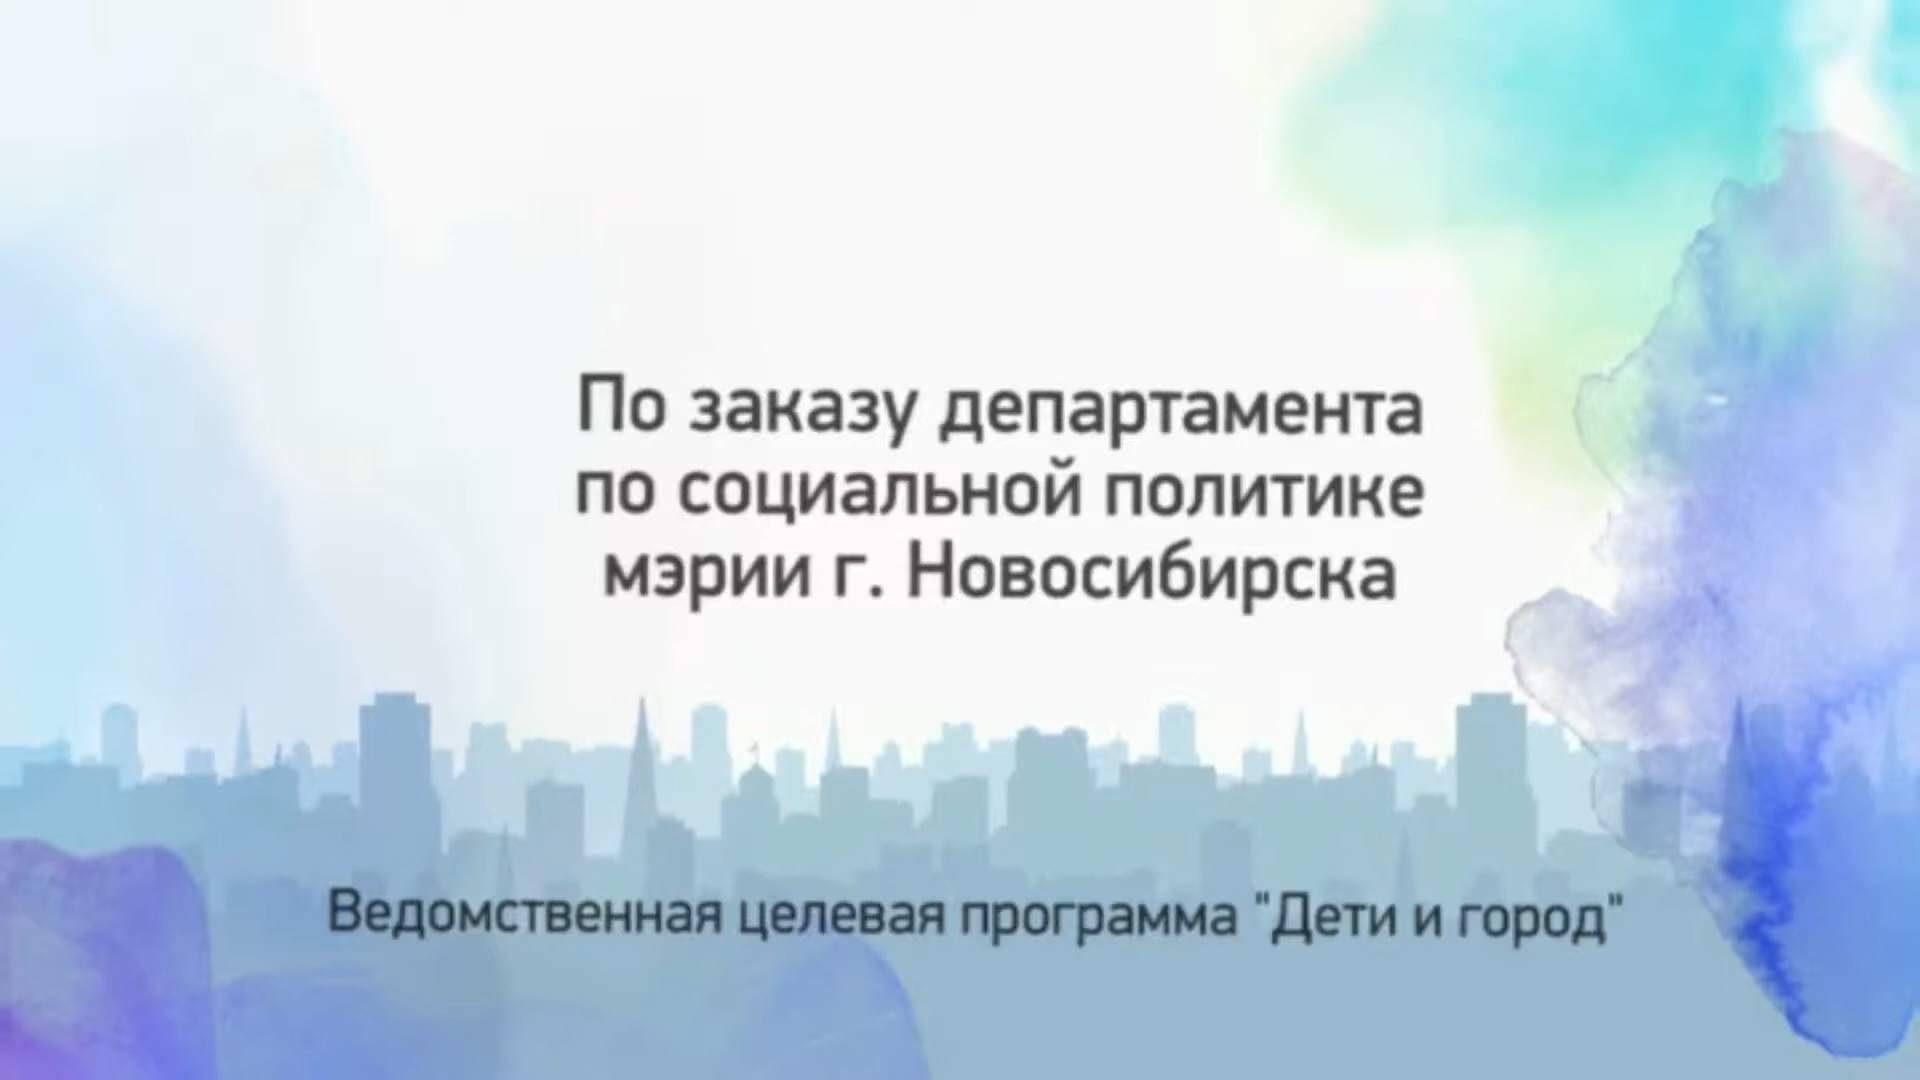 По заказу департамента
по социальной политике
мэрии г. Новосибирска
Ведомственная целевая программа "Дети и город"